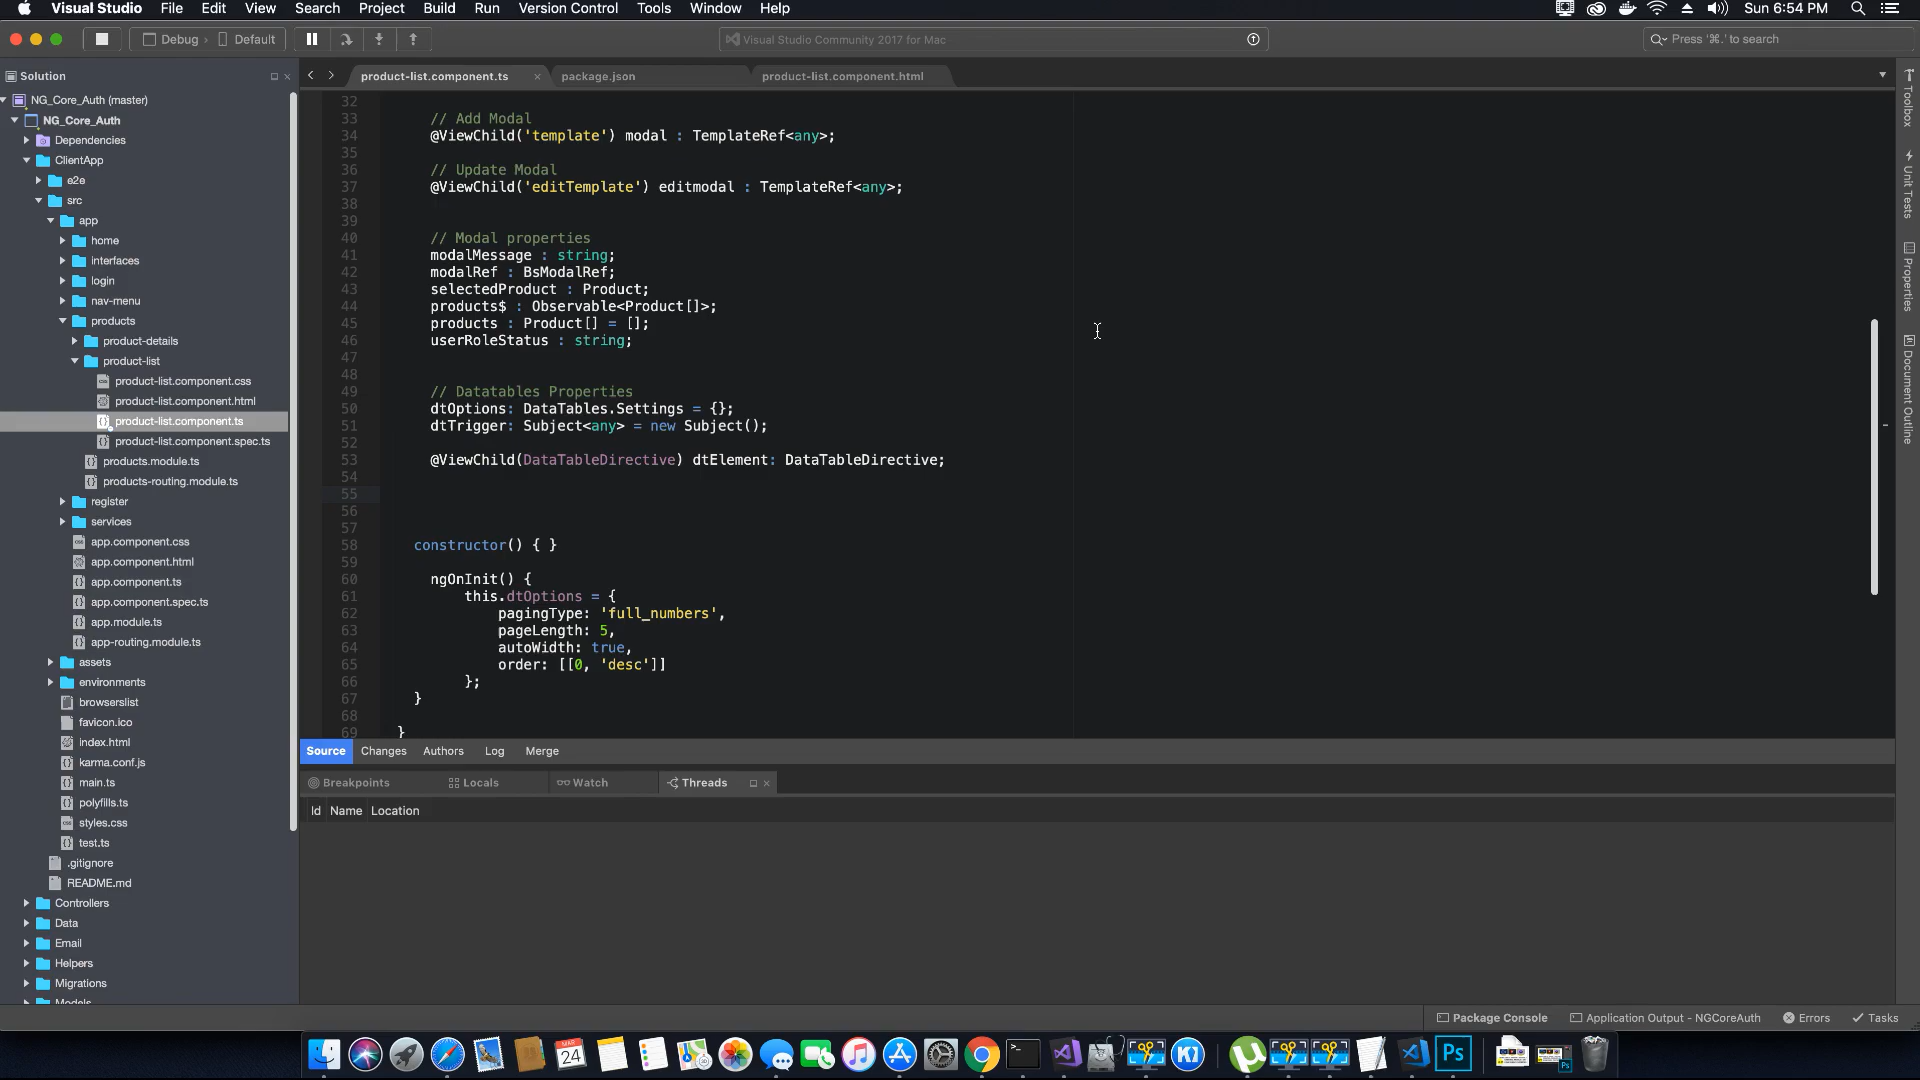 Visual Studio File Edit View Search Project Build Run Version Control Tools Window Help Sun 6:54 PM
Debug › Default Visual Studio Community 2017 for Mac Press '⌘.' to search
Solution
product-list.component.ts package.json product-list.component.html
NG_Core_Auth (master)
NG_Core_Auth
Dependencies
ClientApp
e2e
src
app
home
interfaces
login
nav-menu
products
product-details
product-list
product-list.component.css
product-list.component.html
product-list.component.ts
product-list.component.spec.ts
products.module.ts
products-routing.module.ts
register
services
app.component.css
app.component.html
app.component.ts
app.component.spec.ts
app.module.ts
app-routing.module.ts
assets
environments
browserslist
favicon.ico
index.html
karma.conf.js
main.ts
polyfills.ts
styles.css
test.ts
.gitignore
README.md
Controllers
Data
Email
Helpers
Migrations
Models
32
33 // Add Modal
34 @ViewChild('template') modal : TemplateRef<any>;
35
36 // Update Modal
37 @ViewChild('editTemplate') editmodal : TemplateRef<any>;
38
39
40 // Modal properties
41 modalMessage : string;
42 modalRef : BsModalRef;
43 selectedProduct : Product;
44 products$ : Observable<Product[]>;
45 products : Product[] = [];
46 userRoleStatus : string;
47
48
49 // Datatables Properties
50 dtOptions: DataTables.Settings = {};
51 dtTrigger: Subject<any> = new Subject();
52
53 @ViewChild(DataTableDirective) dtElement: DataTableDirective;
54
55
56
57
58 constructor() { }
59
60 ngOnInit() {
61 this.dtOptions = {
62 pagingType: 'full_numbers',
63 pageLength: 5,
64 autoWidth: true,
65 order: [[0, 'desc']]
66 };
67 }
68
69 }
Source Changes Authors Log Merge
Breakpoints Locals Watch Threads
Id Name Location
Toolbox
Unit Tests
Properties
Document Outline
Package Console Application Output - NGCoreAuth Errors Tasks
MAR
24
Ps